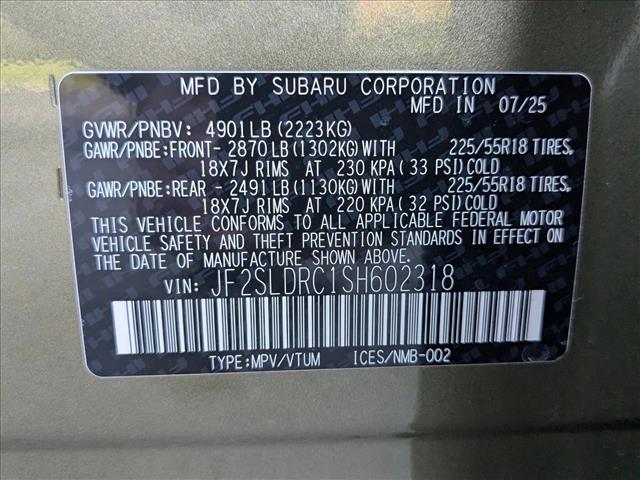 MFD BY SUBARU CORPORATION
MFD IN 07/25
GVWR/PNBV: 4901LB(2223KG)
GAWR/PNBE:FRONT- 2870LB(1302KG)WITH 225/55R18 TIRES,
18X7J RIMS AT 230 KPA(33 PSI)COLD
GAWR/PNBE:REAR - 2491LB(1130KG)WITH 225/55R18 TIRES,
18X7J RIMS AT 220 KPA(32 PSI)COLD
THIS VEHICLE CONFORMS TO ALL APPLICABLE FEDERAL MOTOR
VEHICLE SAFETY AND THEFT PREVENTION STANDARDS IN EFFECT ON
THE DATE OF MANUFACTURE SHOWN ABOVE.
VIN: JF2SLDRC1SH602318
TYPE:MPV/VTUM ICES/NMB-002